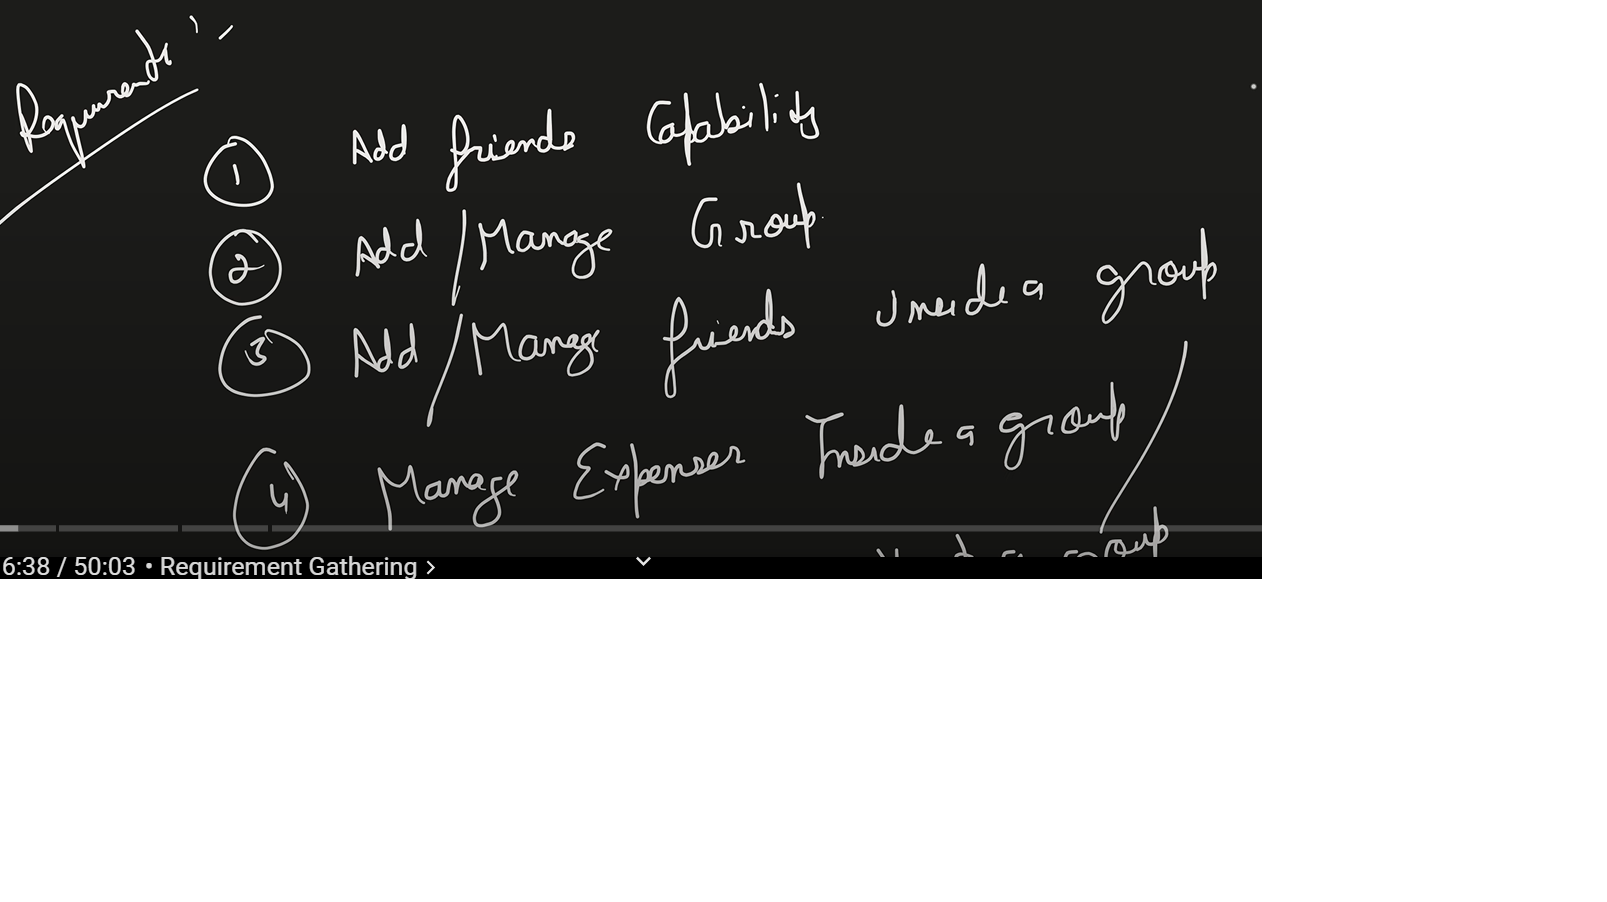 Requirements :-
1 Add friends Capability
2 Add / Manage Group
3 Add / Manage friends inside a group
4 Manage Expenses Inside a group
group
6:38 / 50:03 • Requirement Gathering >